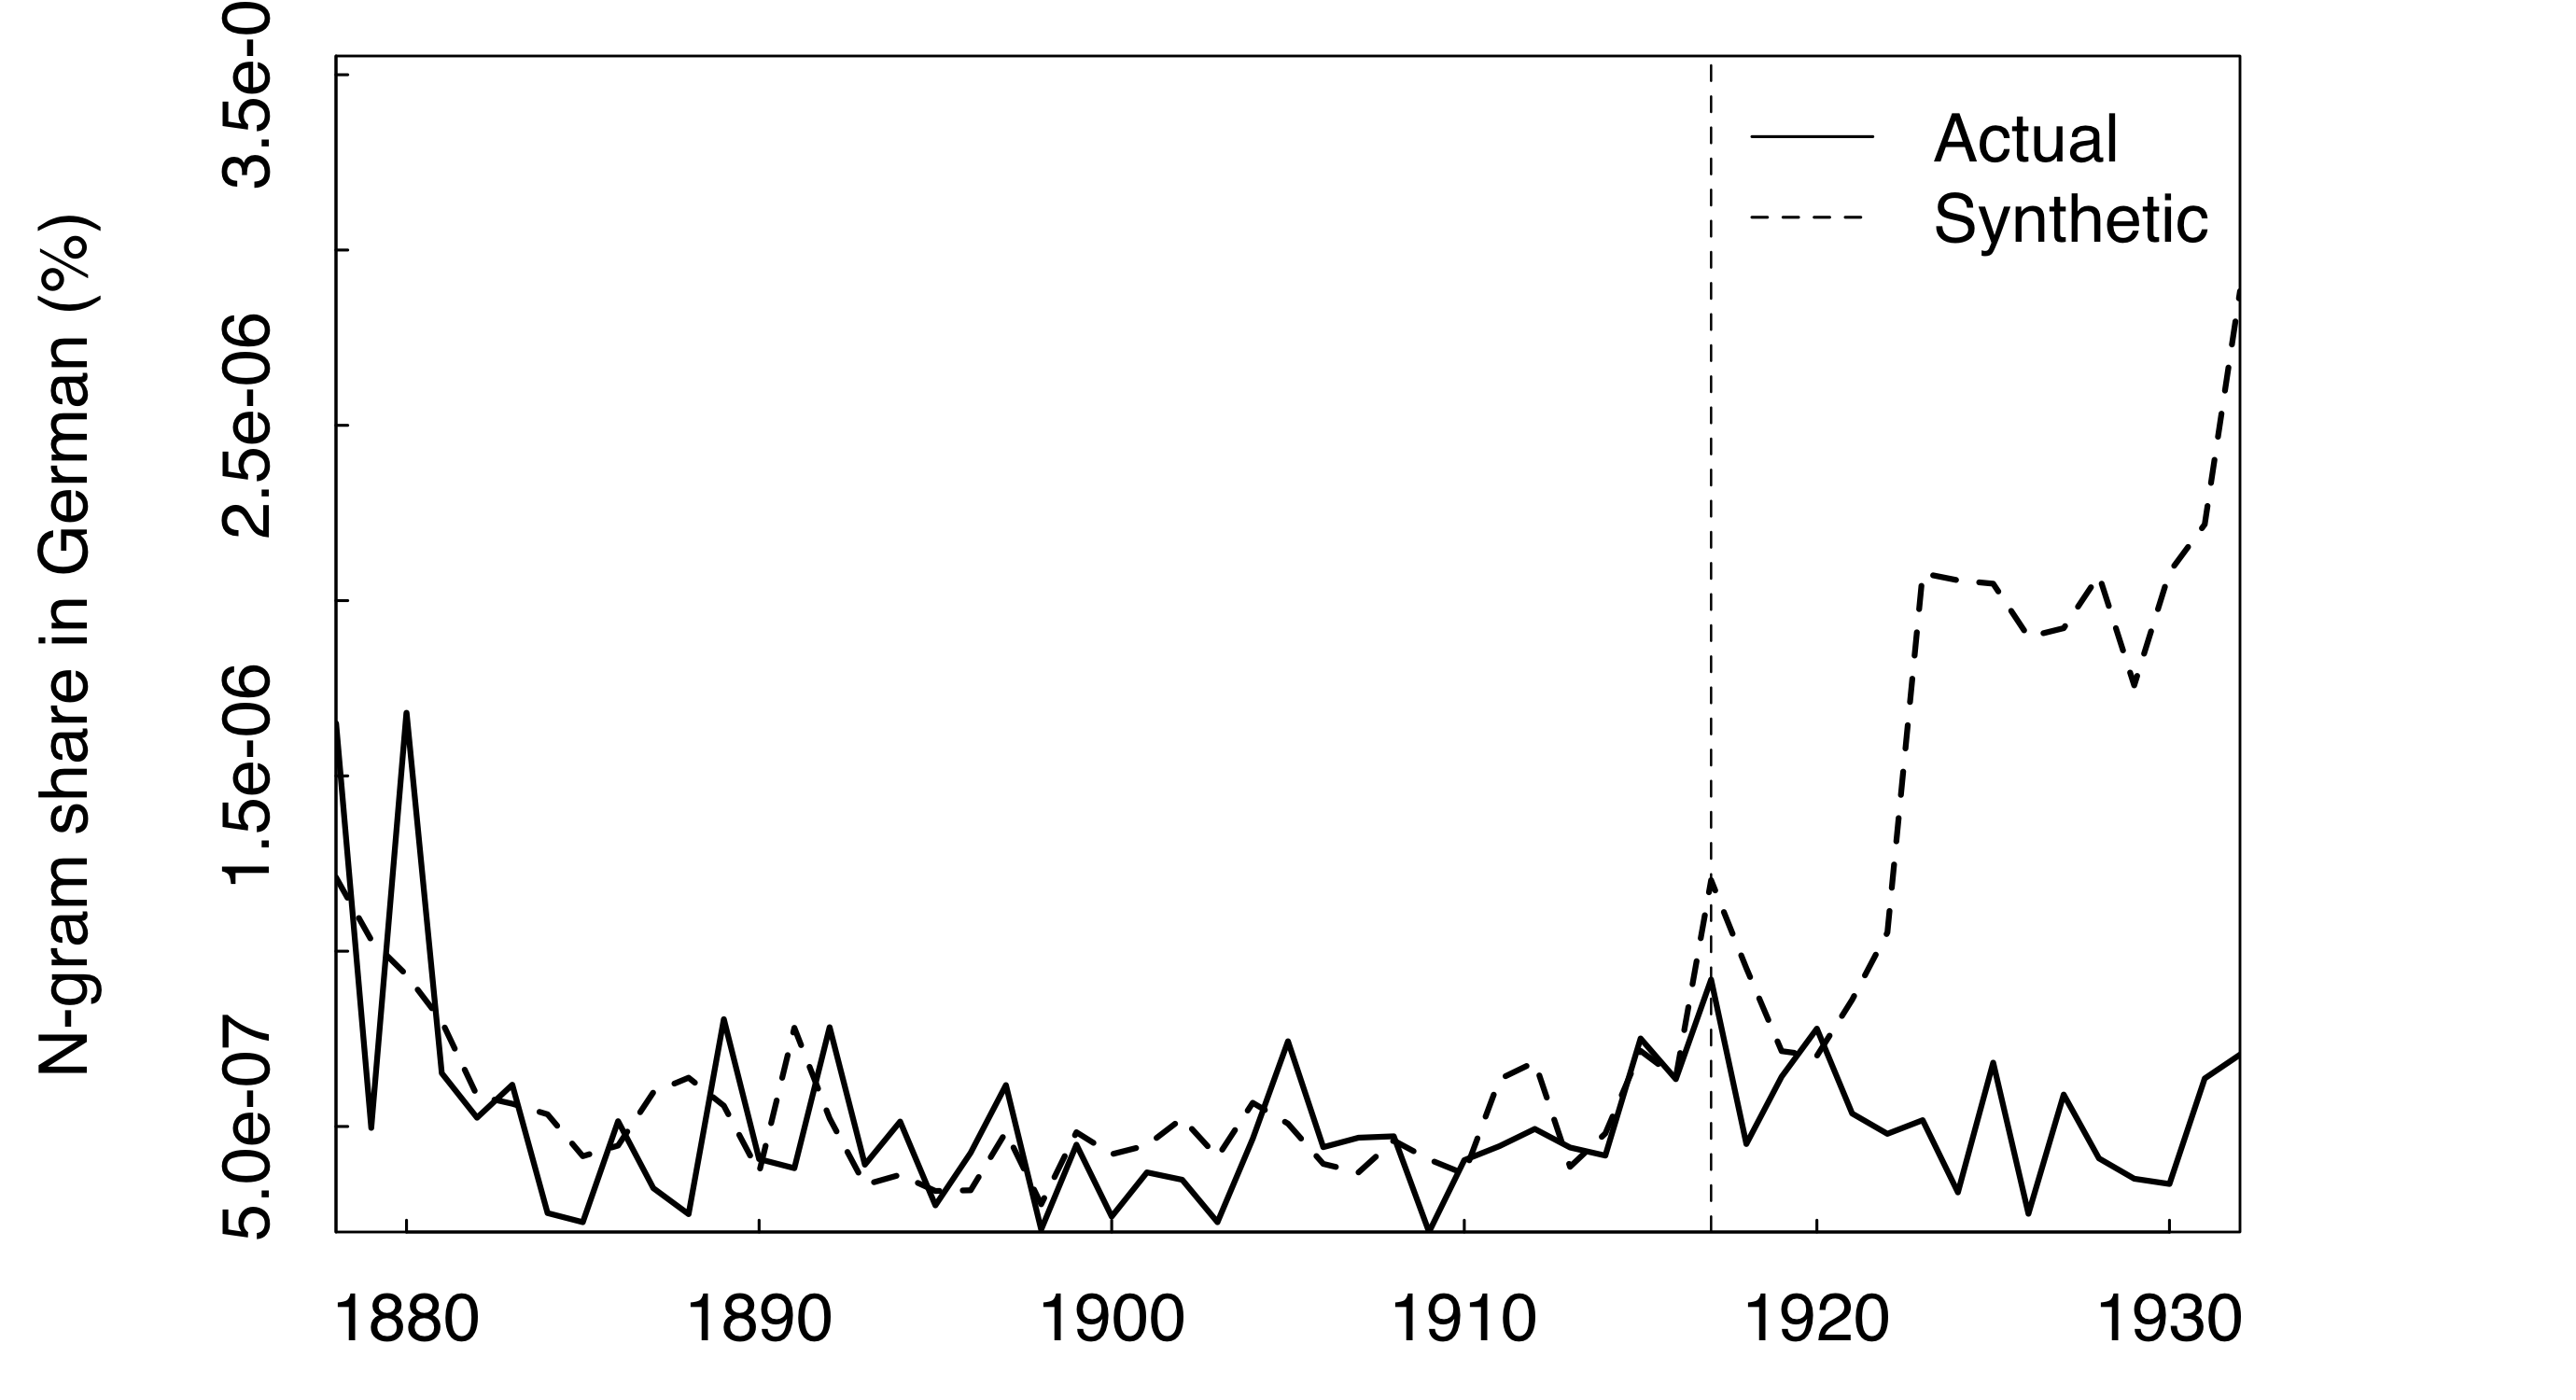 N-gram share in German (%)
3.5e-0
2.5e-06
1.5e-06
5.0e-07
Actual
Synthetic
1880 1890 1900 1910 1920 1930